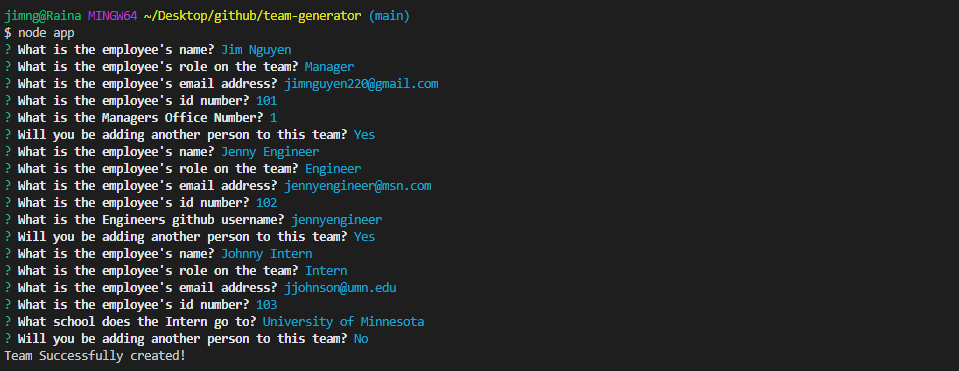 jimng@Raina MINGW64 ~/Desktop/github/team-generator (main)
$ node app
? What is the employee's name? Jim Nguyen
? What is the employee's role on the team? Manager
? What is the employee's email address? jimnguyen220@gmail.com
? What is the employee's id number? 101
? What is the Managers Office Number? 1
? Will you be adding another person to this team? Yes
? What is the employee's name? Jenny Engineer
? What is the employee's role on the team? Engineer
? What is the employee's email address? jennyengineer@msn.com
? What is the employee's id number? 102
? What is the Engineers github username? jennyengineer
? Will you be adding another person to this team? Yes
? What is the employee's name? Johnny Intern
? What is the employee's role on the team? Intern
? What is the employee's email address? jjohnson@umn.edu
? What is the employee's id number? 103
? What school does the Intern go to? University of Minnesota
? Will you be adding another person to this team? No
Team Successfully created!